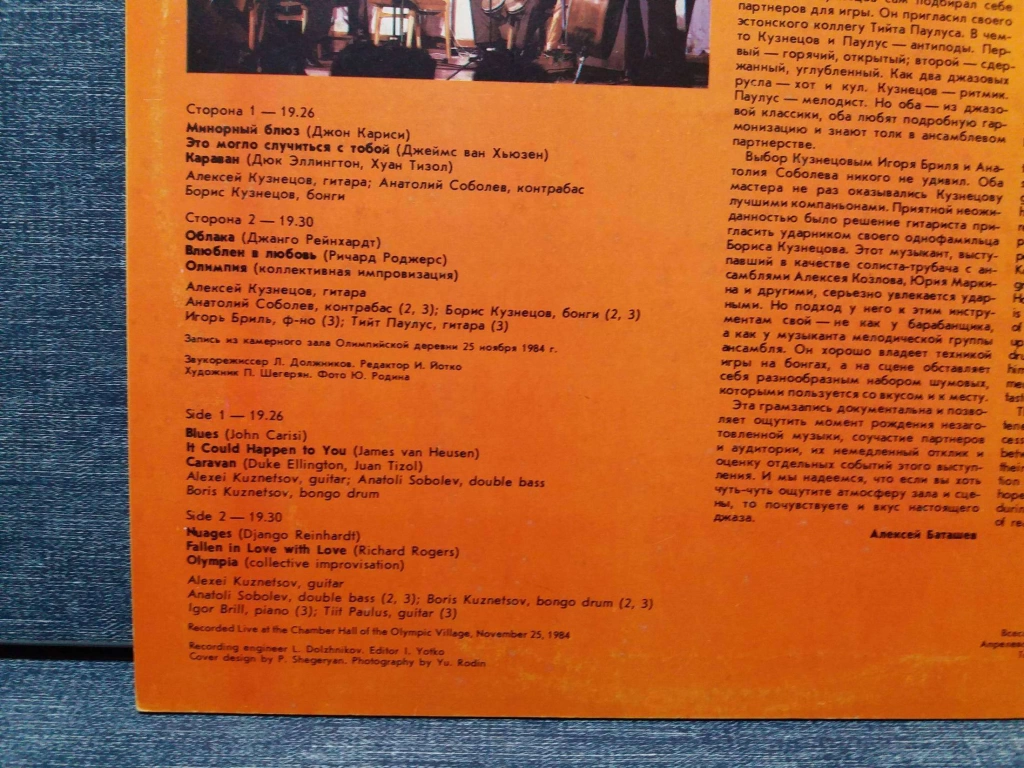 Сторона 1 — 19.26
Минорный блюз (Джон Кариси)
Это могло случиться с тобой (Джеймс ван Хьюзен)
Караван (Дюк Эллингтон, Хуан Тизол)
Алексей Кузнецов, гитара; Анатолий Соболев, контрабас
Борис Кузнецов, бонги
Сторона 2 — 19.30
Облака (Джанго Рейнхардт)
Влюблен в любовь (Ричард Роджерс)
Олимпия (коллективная импровизация)
Алексей Кузнецов, гитара
Анатолий Соболев, контрабас (2, 3); Борис Кузнецов, бонги (2, 3)
Игорь Бриль, ф-но (3); Тийт Паулус, гитара (3)
Запись из камерного зала Олимпийской деревни 25 ноября 1984 г.
Звукорежиссер Л. Должников. Редактор И. Йотко
Художник П. Шегерян. Фото Ю. Родина
Side 1 — 19.26
Blues (John Carisi)
It Could Happen to You (James van Heusen)
Caravan (Duke Ellington, Juan Tizol)
Alexei Kuznetsov, guitar; Anatoli Sobolev, double bass
Boris Kuznetsov, bongo drum
Side 2 — 19.30
Nuages (Django Reinhardt)
Fallen in Love with Love (Richard Rogers)
Olympia (collective improvisation)
Alexei Kuznetsov, guitar
Anatoli Sobolev, double bass (2, 3); Boris Kuznetsov, bongo drum (2, 3)
Igor Brill, piano (3); Tiit Paulus, guitar (3)
Recorded Live at the Chamber Hall of the Olympic Village, November 25, 1984
Recording engineer L. Dolzhnikov. Editor I. Yotko
Cover design by P. Shegeryan. Photography by Yu. Rodin
сам подбирал себе
партнеров для игры. Он пригласил своего
эстонского коллегу Тийта Паулуса. В чем-
то Кузнецов и Паулус — антиподы. Пер-
вый — горячий, открытый; второй — сдер-
жанный, углубленный. Как два джазовых
русла — хот и кул. Кузнецов — ритмик.
Паулус — мелодист. Но оба — из джазо-
вой классики, оба любят подробную гар-
монизацию и знают толк в ансамблевом
партнерстве.
Выбор Кузнецовым Игоря Бриля и Ана-
толия Соболева никого не удивил. Оба
мастера не раз оказывались Кузнецову
лучшими компаньонами. Приятной неожи-
данностью было решение гитариста при-
гласить ударником своего однофамильца
Бориса Кузнецова. Этот музыкант, высту-
павший в качестве солиста-трубача с ан-
самблями Алексея Козлова, Юрия Марки-
на и другими, серьезно увлекается удар-
ными. Но подход у него к этим инстру-
ментам свой — не как у барабанщика,
а как у музыканта мелодической группы
ансамбля. Он хорошо владеет техникой
игры на бонгах, а на сцене обставляет
себя разнообразным набором шумовых,
которыми пользуется со вкусом и к месту.
Эта грамзапись документальна и позво-
ляет ощутить момент рождения незаго-
товленной музыки, соучастие партнеров
и аудитории, их немедленный отклик и
оценку отдельных событий этого выступ-
ления. И мы надеемся, что если вы хоть
чуть-чуть ощутите атмосферу зала и сце-
ны, то почувствуете и вкус настоящего
джаза.
Алексей Баташев